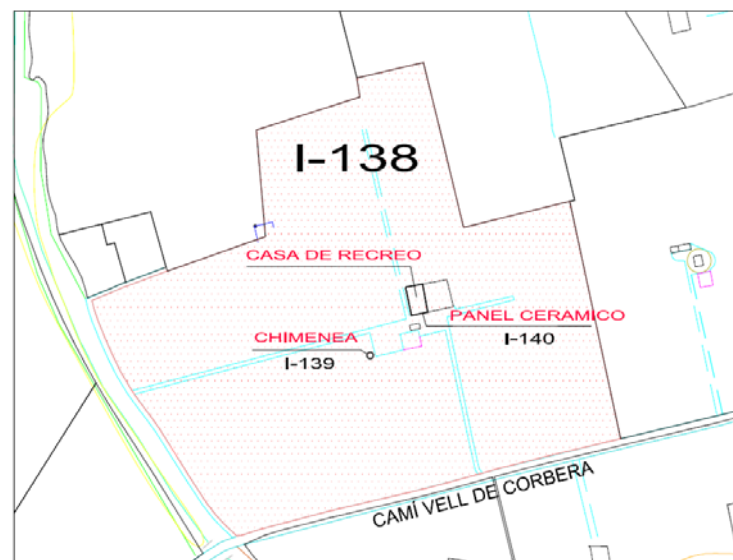 I-138
CASA DE RECREO
PANEL CERAMICO
I-140
CHIMENEA
I-139
CAMÍ VELL DE CORBERA